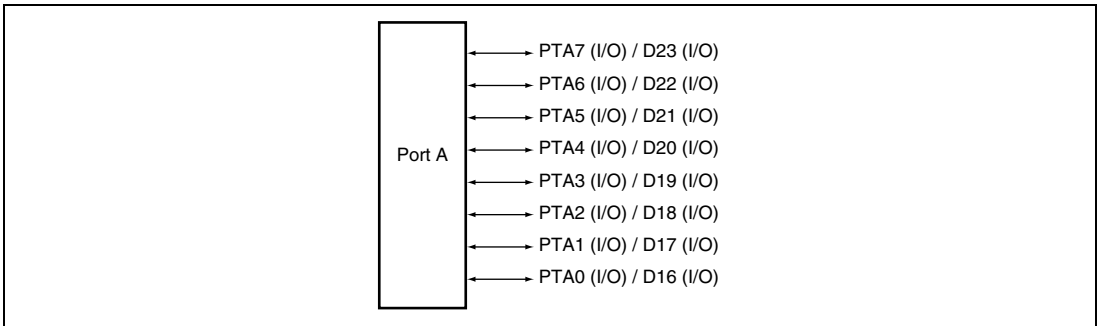 PTA7 (I/O) / D23 (I/O)
PTA6 (I/O) / D22 (I/O)
PTA5 (I/O) / D21 (I/O)
Port A
PTA4 (I/O) / D20 (I/O)
PTA3 (I/O) / D19 (I/O)
PTA2 (I/O) / D18 (I/O)
PTA1 (I/O) / D17 (I/O)
PTA0 (I/O) / D16 (I/O)